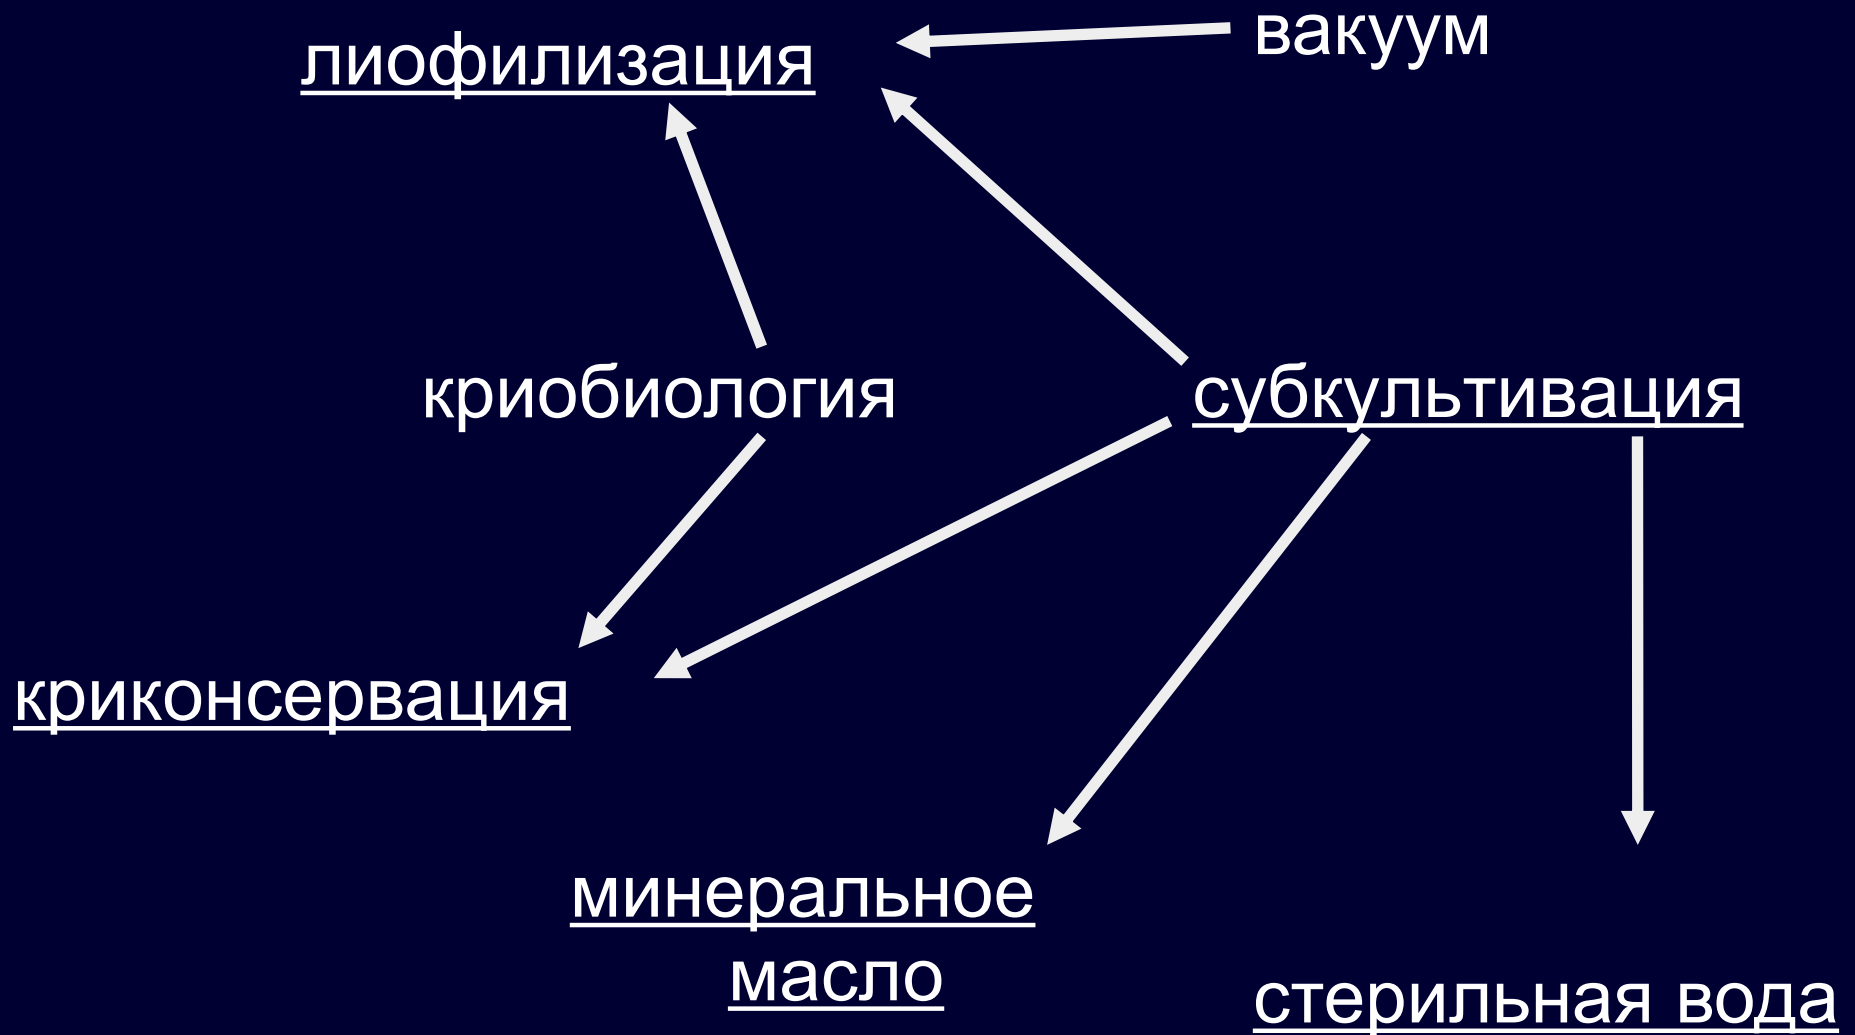 вакуум
лиофилизация
криобиология
субкультивация
криконсервация
минеральное
масло
стерильная вода